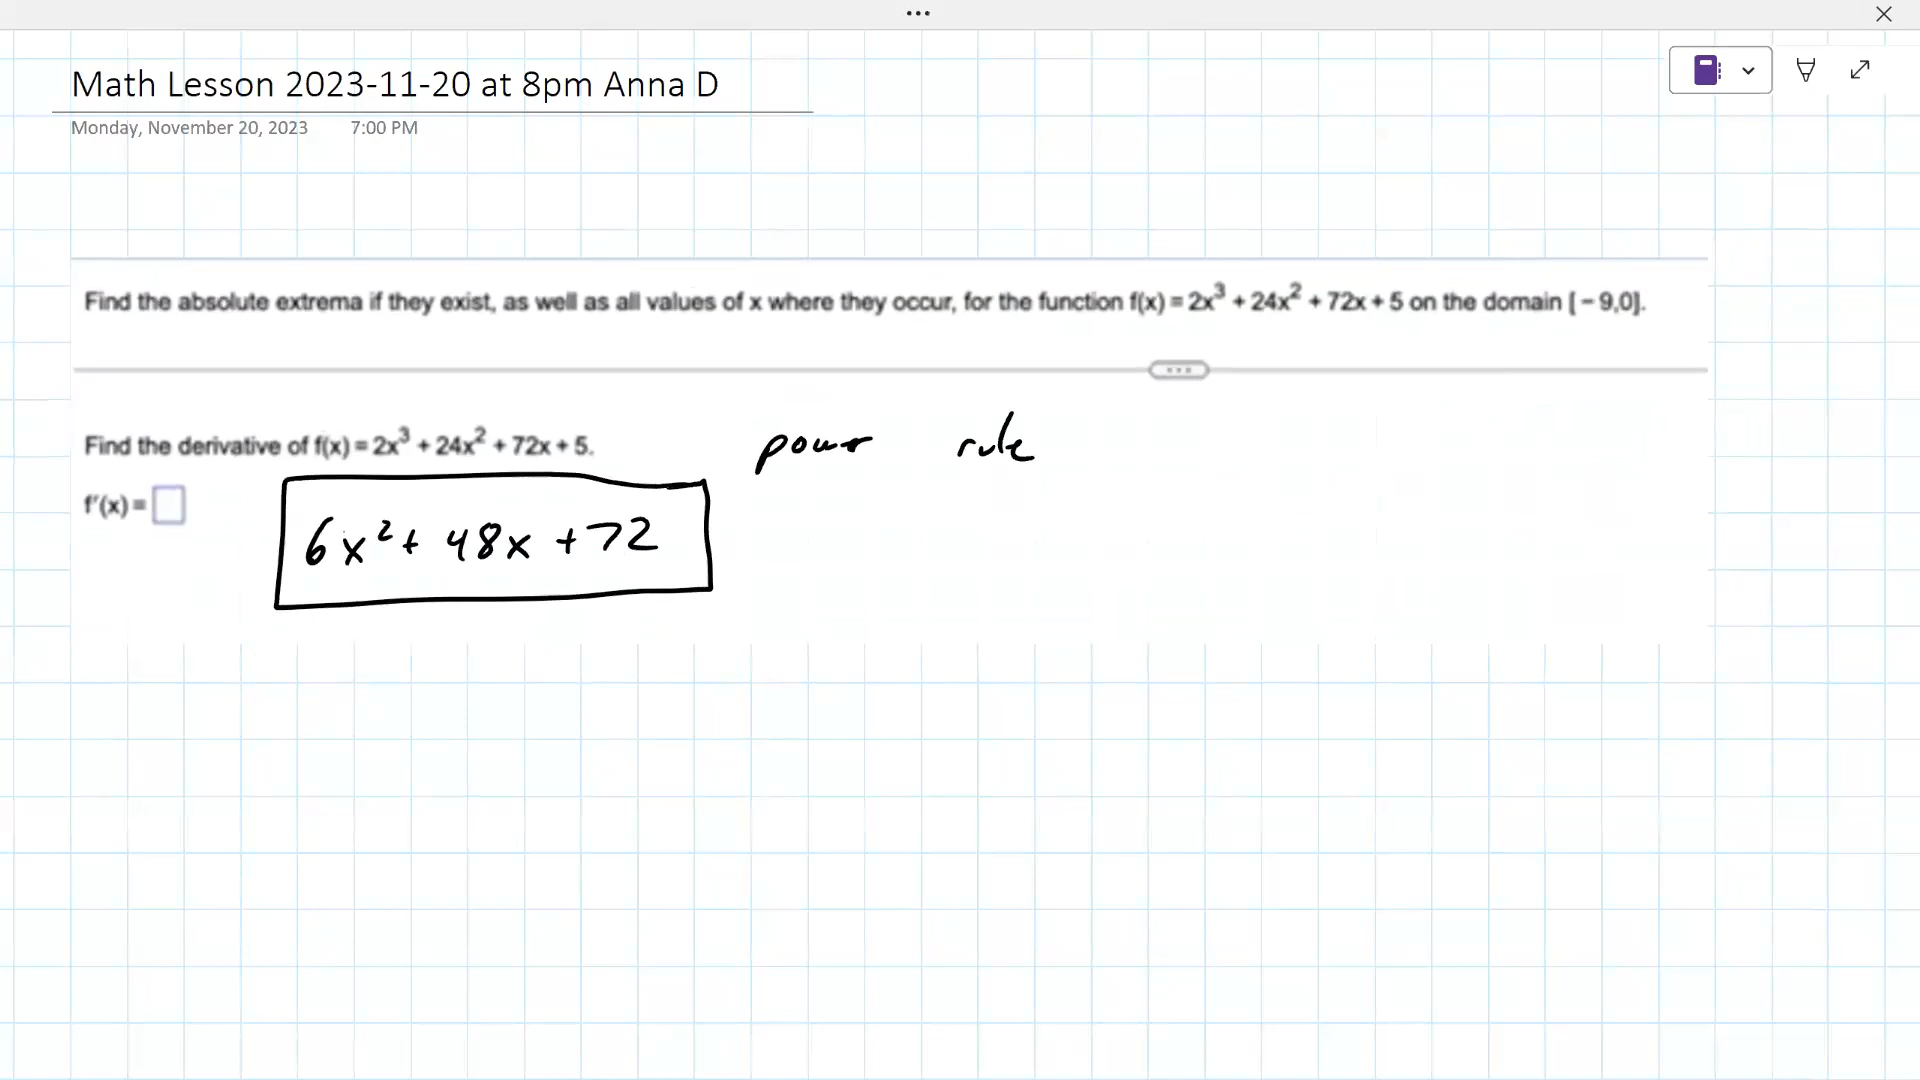 Math Lesson 2023-11-20 at 8pm Anna D
Monday, November 20, 2023 7:00 PM
Find the absolute extrema if they exist, as well as all values of x where they occur, for the function f(x) = 2x³ + 24x² + 72x + 5 on the domain [ − 9,0].
Find the derivative of f(x) = 2x³ + 24x² + 72x + 5.
power rule
f′(x) =
6x² + 48x + 72